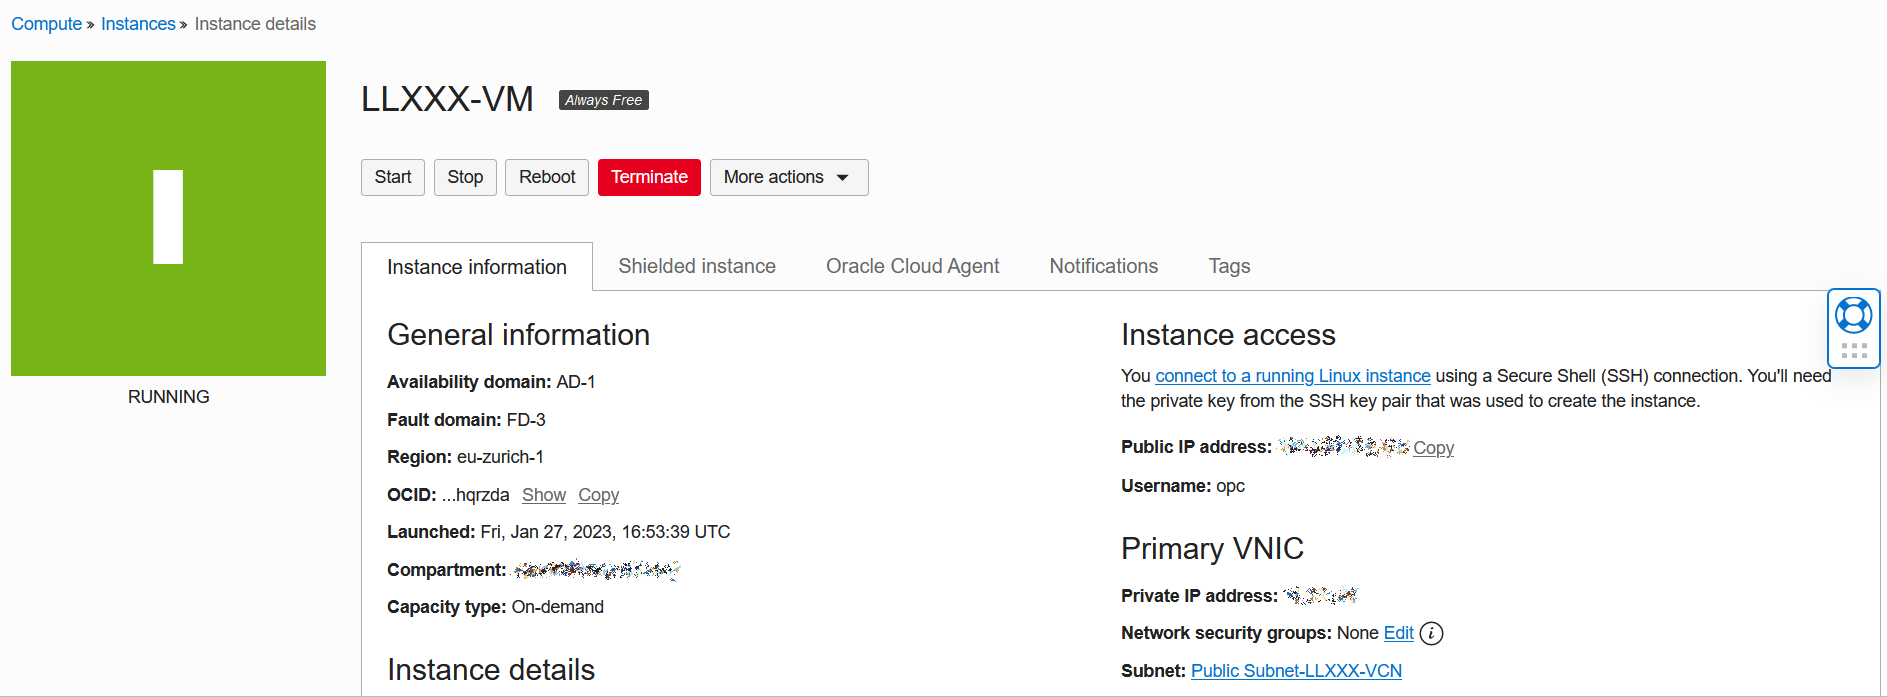 Compute » Instances » Instance details
RUNNING
LLXXX-VM Always Free
Start Stop Reboot Terminate More actions
Instance information Shielded instance Oracle Cloud Agent Notifications Tags
General information
Availability domain: AD-1
Fault domain: FD-3
Region: eu-zurich-1
OCID: ...hqrzda Show Copy
Launched: Fri, Jan 27, 2023, 16:53:39 UTC
Compartment:
Capacity type: On-demand
Instance details
Instance access
You connect to a running Linux instance using a Secure Shell (SSH) connection. You'll need
the private key from the SSH key pair that was used to create the instance.
Public IP address: Copy
Username: opc
Primary VNIC
Private IP address:
Network security groups: None Edit i
Subnet: Public Subnet-LLXXX-VCN